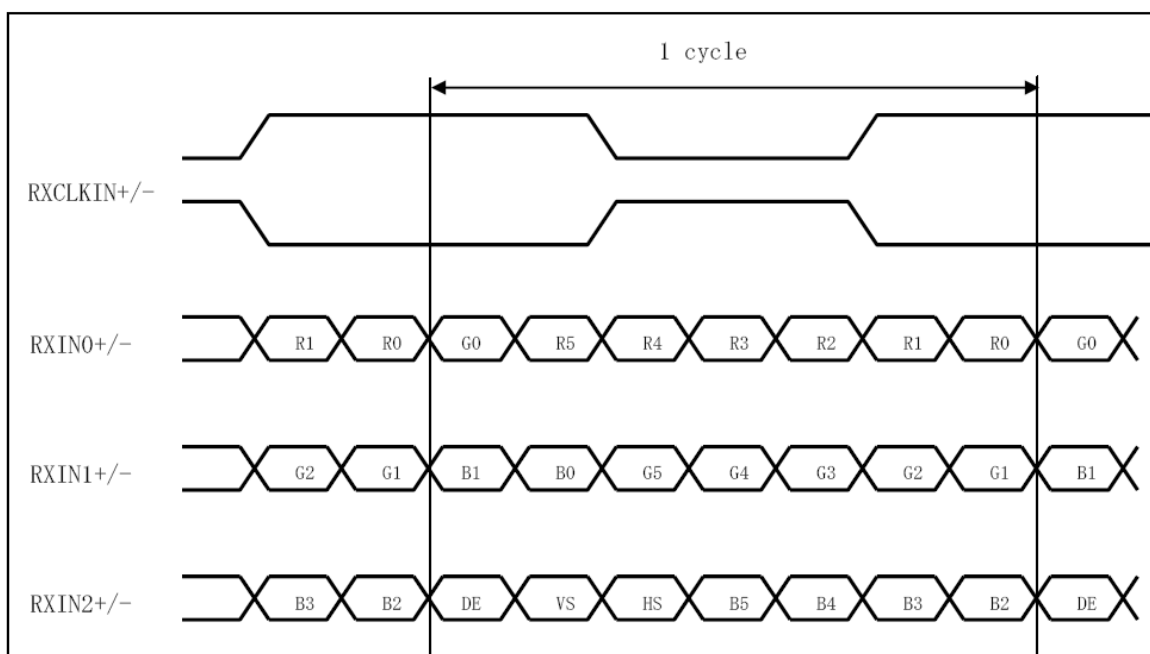 1 cycle
RXCLKIN+/-
RXIN0+/- R1 R0 G0 R5 R4 R3 R2 R1 R0 G0
RXIN1+/- G2 G1 B1 B0 G5 G4 G3 G2 G1 B1
RXIN2+/- B3 B2 DE VS HS B5 B4 B3 B2 DE